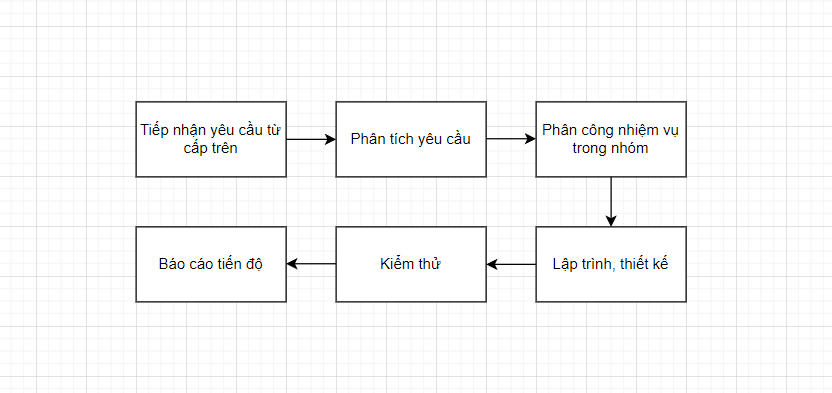 Tiếp nhận yêu cầu từ
cấp trên
Phân tích yêu cầu
Phân công nhiệm vụ
trong nhóm
Báo cáo tiến độ
Kiểm thử
Lập trình, thiết kế